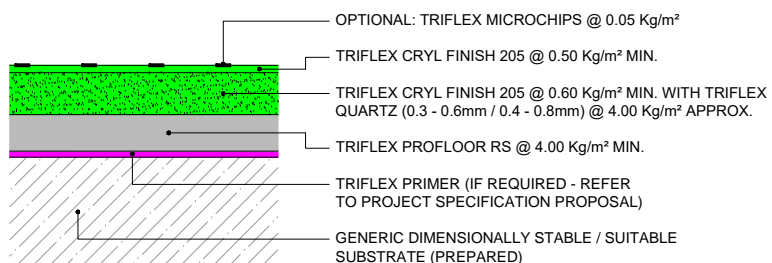 OPTIONAL: TRIFLEX MICROCHIPS @ 0.05 Kg/m²
TRIFLEX CRYL FINISH 205 @ 0.50 Kg/m² MIN.
TRIFLEX CRYL FINISH 205 @ 0.60 Kg/m² MIN. WITH TRIFLEX
QUARTZ (0.3 - 0.6mm / 0.4 - 0.8mm) @ 4.00 Kg/m² APPROX.
TRIFLEX PROFLOOR RS @ 4.00 Kg/m² MIN.
TRIFLEX PRIMER (IF REQUIRED - REFER
TO PROJECT SPECIFICATION PROPOSAL)
GENERIC DIMENSIONALLY STABLE / SUITABLE
SUBSTRATE (PREPARED)